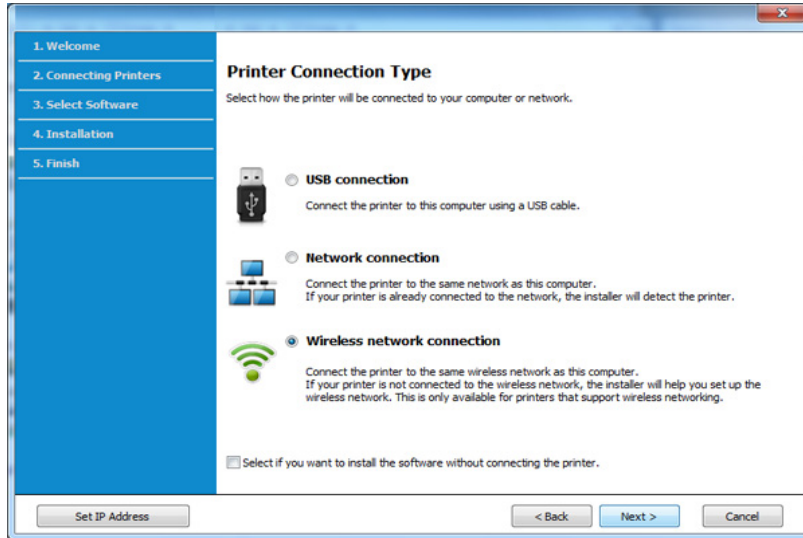 1. Welcome
2. Connecting Printers
3. Select Software
4. Installation
5. Finish
Printer Connection Type
Select how the printer will be connected to your computer or network.
USB connection
Connect the printer to this computer using a USB cable.
Network connection
Connect the printer to the same network as this computer.
If your printer is already connected to the network, the installer will detect the printer.
Wireless network connection
Connect the printer to the same wireless network as this computer.
If your printer is not connected to the wireless network, the installer will help you set up the
wireless network. This is only available for printers that support wireless networking.
Select if you want to install the software without connecting the printer.
Set IP Address
< Back
Next >
Cancel